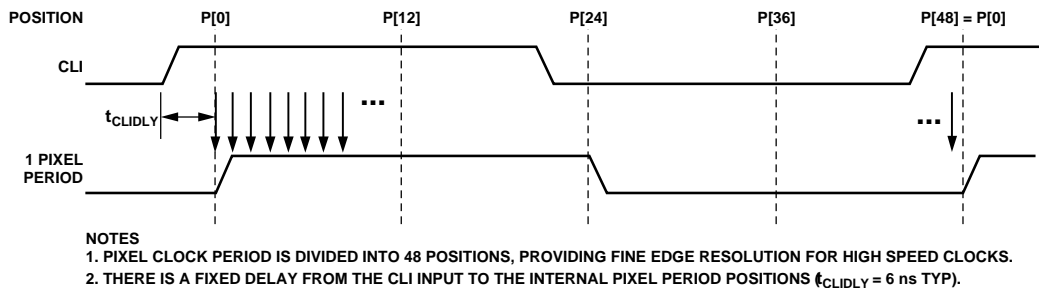 POSITION P[0] P[12] P[24] P[36] P[48] = P[0]
CLI
tCLIDLY
... ...
1 PIXEL
PERIOD
NOTES
1. PIXEL CLOCK PERIOD IS DIVIDED INTO 48 POSITIONS, PROVIDING FINE EDGE RESOLUTION FOR HIGH SPEED CLOCKS.
2. THERE IS A FIXED DELAY FROM THE CLI INPUT TO THE INTERNAL PIXEL PERIOD POSITIONS (tCLIDLY = 6 ns TYP).